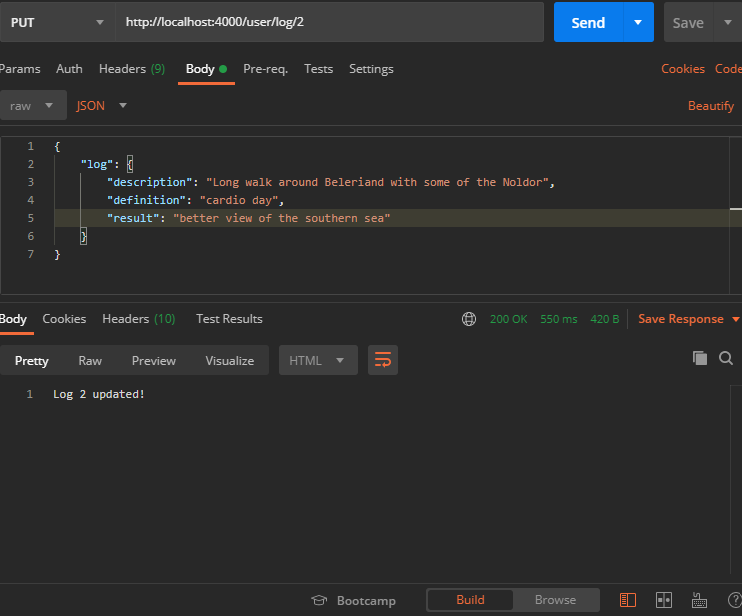 PUT http://localhost:4000/user/log/2 Send Save
Params Auth Headers (9) Body Pre-req. Tests Settings Cookies Code
raw JSON Beautify
1 {
2 "log": {
3 "description": "Long walk around Beleriand with some of the Noldor",
4 "definition": "cardio day",
5 "result": "better view of the southern sea"
6 }
7 }
Body Cookies Headers (10) Test Results 200 OK 550 ms 420 B Save Response
Pretty Raw Preview Visualize HTML
1 Log 2 updated!
Bootcamp Build Browse ?